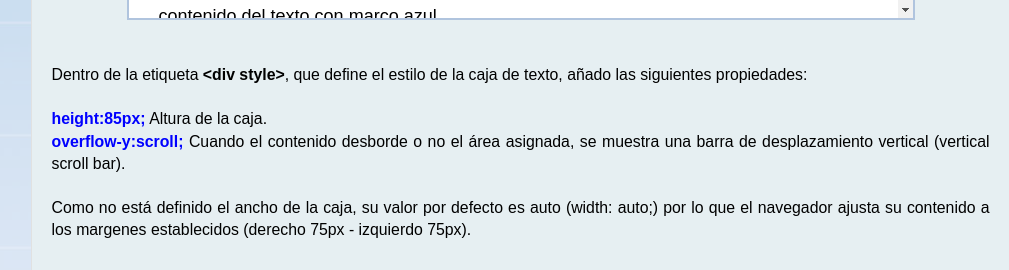 contenido del texto con marco azul
Dentro de la etiqueta <div style>, que define el estilo de la caja de texto, añado las siguientes propiedades:
height:85px; Altura de la caja.
overflow-y:scroll; Cuando el contenido desborde o no el área asignada, se muestra una barra de desplazamiento vertical (vertical
scroll bar).
Como no está definido el ancho de la caja, su valor por defecto es auto (width: auto;) por lo que el navegador ajusta su contenido a
los margenes establecidos (derecho 75px - izquierdo 75px).